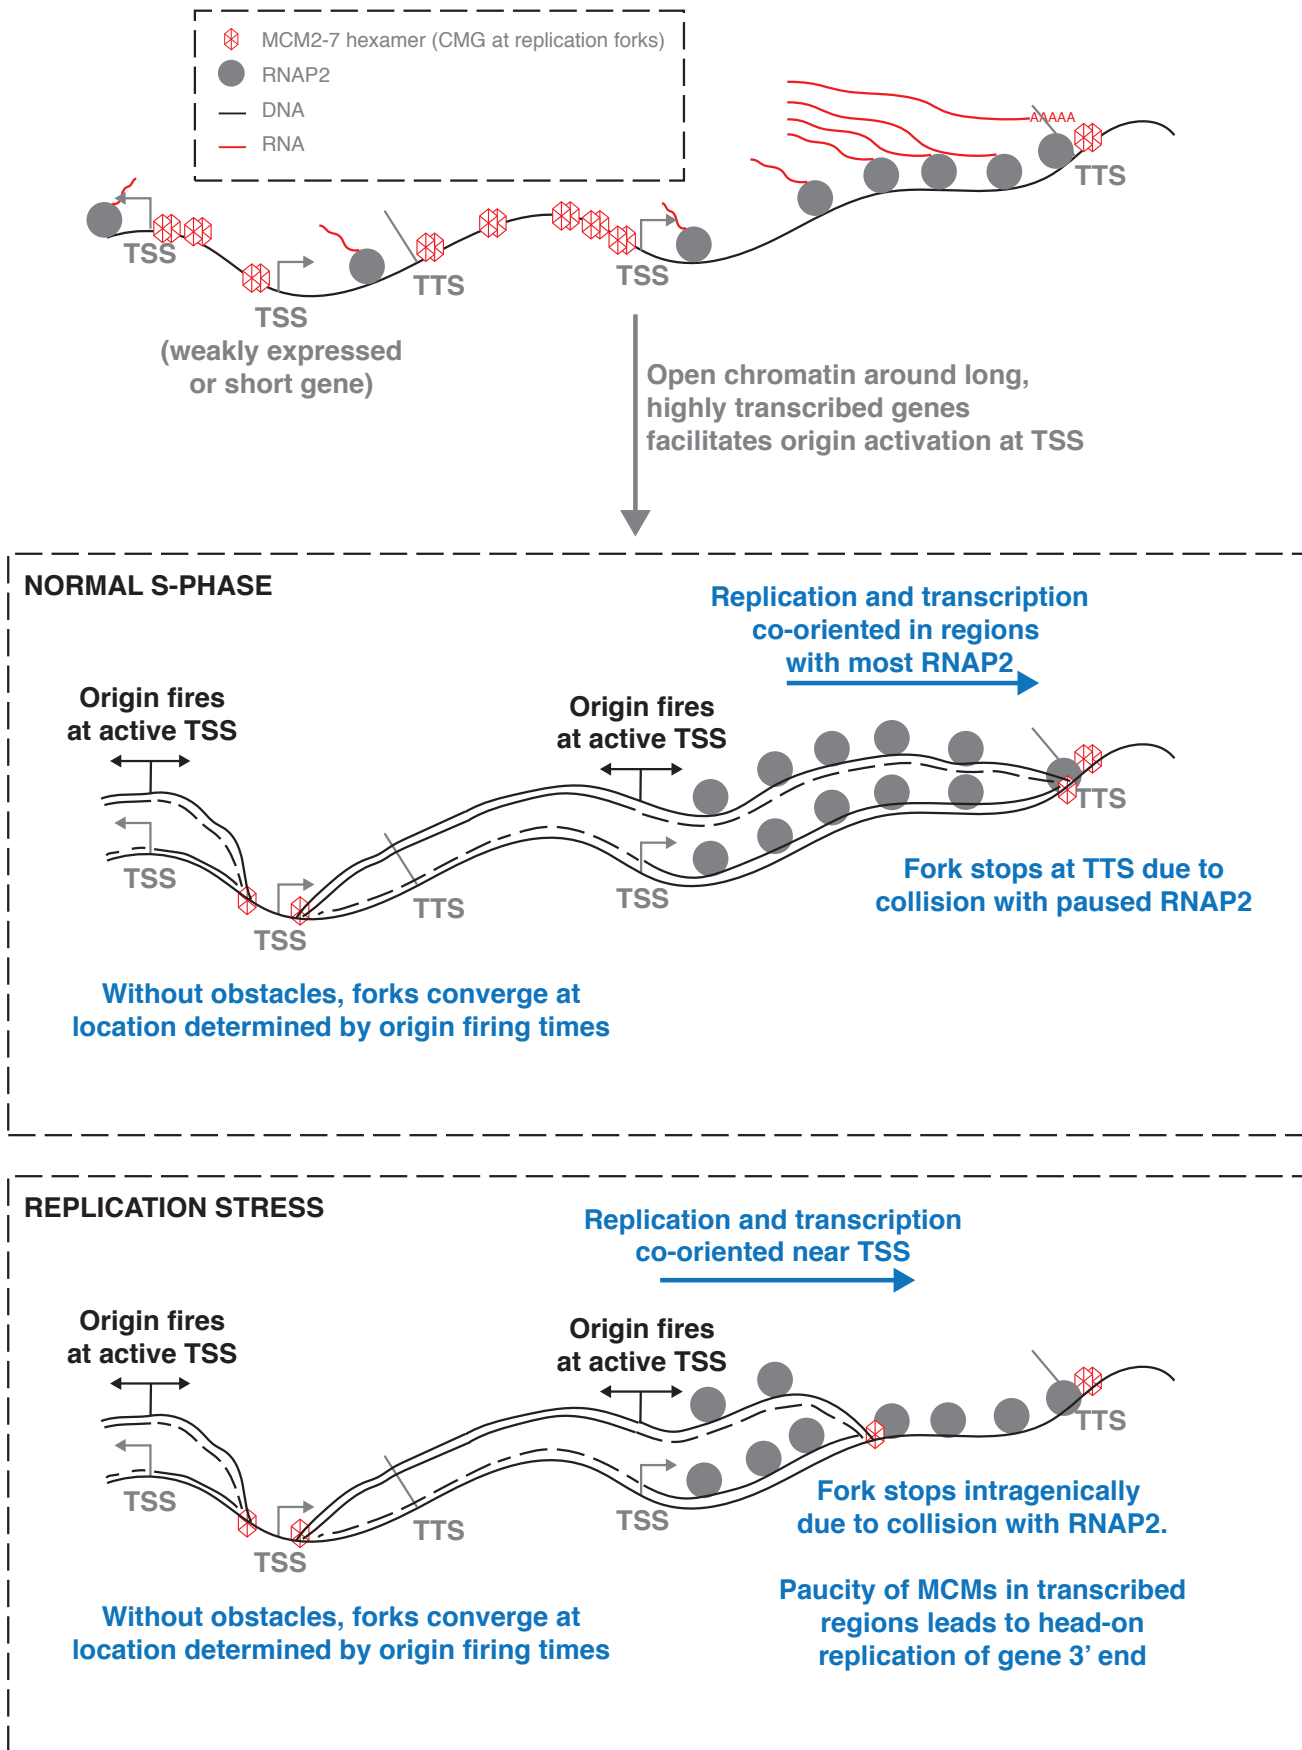 MCM2-7 hexamer (CMG at replication forks)
RNAP2
DNA
RNA
AAAAA
TTS
TSS
TTS
TSS
TSS
(weakly expressed
or short gene)
Open chromatin around long,
highly transcribed genes
facilitates origin activation at TSS
NORMAL S-PHASE
Replication and transcription
co-oriented in regions
with most RNAP2
Origin fires
at active TSS
Origin fires
at active TSS
TTS
TSS
TTS
TSS
TSS
Fork stops at TTS due to
collision with paused RNAP2
Without obstacles, forks converge at
location determined by origin firing times
REPLICATION STRESS
Replication and transcription
co-oriented near TSS
Origin fires
at active TSS
Origin fires
at active TSS
TTS
TSS
TTS
TSS
TSS
Fork stops intragenically
due to collision with RNAP2.
Paucity of MCMs in transcribed
regions leads to head-on
replication of gene 3’ end
Without obstacles, forks converge at
location determined by origin firing times